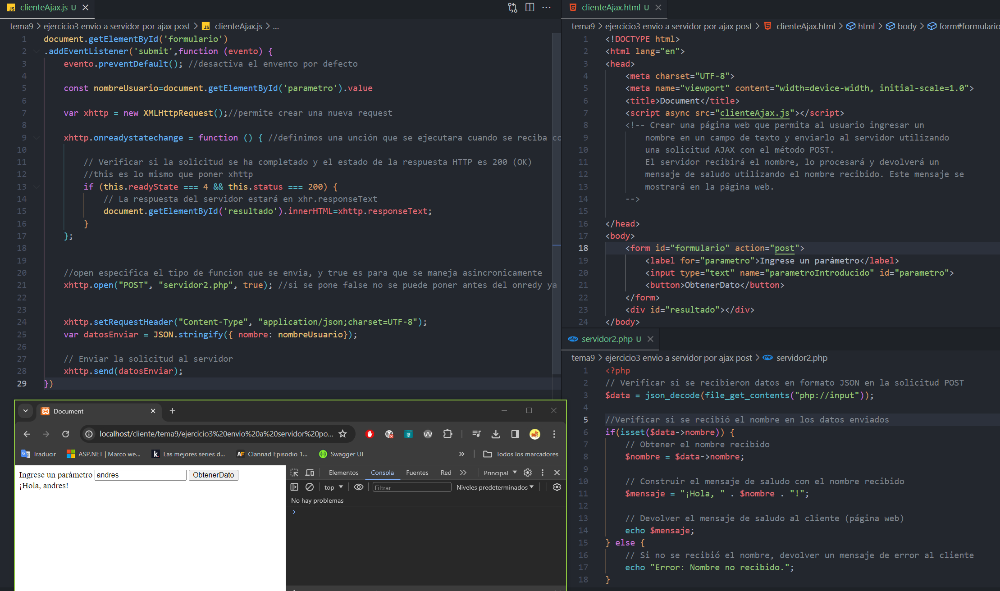 clienteAjax.js U
tema9 > ejercicio3 envio a servidor por ajax post > clienteAjax.js > ...
1 document.getElementById('formulario')
2 .addEventListener('submit',function (evento) {
3 evento.preventDefault(); //desactiva el envento por defecto
4
5 const nombreUsuario=document.getElementById('parametro').value
6
7 var xhttp = new XMLHttpRequest();//permite crear una nueva request
8
9 xhttp.onreadystatechange = function () { //definimos una unción que se ejecutara cuando se reciba co
10
11 // Verificar si la solicitud se ha completado y el estado de la respuesta HTTP es 200 (OK)
12 //this es lo mismo que poner xhttp
13 if (this.readyState === 4 && this.status === 200) {
14 // La respuesta del servidor estará en xhr.responseText
15 document.getElementById('resultado').innerHTML=xhttp.responseText;
16 }
17 };
18
19
20 //open especifica el tipo de funcion que se envia, y true es para que se maneja asincronicamente
21 xhttp.open("POST", "servidor2.php", true); //si se pone false no se puede poner antes del onredy ya
22
23
24 xhttp.setRequestHeader("Content-Type", "application/json;charset=UTF-8");
25 var datosEnviar = JSON.stringify({ nombre: nombreUsuario});
26
27 // Enviar la solicitud al servidor
28 xhttp.send(datosEnviar);
29 })
clienteAjax.html U
tema9 > ejercicio3 envio a servidor por ajax post > clienteAjax.html > html > body > form#formulario
1 <!DOCTYPE html>
2 <html lang="en">
3 <head>
4 <meta charset="UTF-8">
5 <meta name="viewport" content="width=device-width, initial-scale=1.0">
6 <title>Document</title>
7 <script async src="clienteAjax.js"></script>
8 <!-- Crear una página web que permita al usuario ingresar un
9 nombre en un campo de texto y enviarlo al servidor utilizando
10 una solicitud AJAX con el método POST.
11 El servidor recibirá el nombre, lo procesará y devolverá un
12 mensaje de saludo utilizando el nombre recibido. Este mensaje se
13 mostrará en la página web.
14 -->
15
16 </head>
17 <body>
18 <form id="formulario" action="post">
19 <label for="parametro">Ingrese un parámetro</label>
20 <input type="text" name="parametroIntroducido" id="parametro">
21 <button>ObtenerDato</button>
22 </form>
23 <div id="resultado"></div>
24 </body>
servidor2.php U
tema9 > ejercicio3 envio a servidor por ajax post > servidor2.php
1 <?php
2 // Verificar si se recibieron datos en formato JSON en la solicitud POST
3 $data = json_decode(file_get_contents("php://input"));
4
5 //Verificar si se recibió el nombre en los datos enviados
6 if(isset($data->nombre)) {
7 // Obtener el nombre recibido
8 $nombre = $data->nombre;
9
10 // Construir el mensaje de saludo con el nombre recibido
11 $mensaje = "¡Hola, " . $nombre . "!";
12
13 // Devolver el mensaje de saludo al cliente (página web)
14 echo $mensaje;
15 } else {
16 // Si no se recibió el nombre, devolver un mensaje de error al cliente
17 echo "Error: Nombre no recibido.";
18 }
Document
localhost/cliente/tema9/ejercicio3%20envio%20a%20servidor%20po...
Traducir ASP.NET | Marco we... Las mejores series d... AF Clannad Episodio 1... Swagger UI » Todos los marcadores
Ingrese un parámetro andres ObtenerDato
¡Hola, andres!
Elementos Consola Fuentes Red » Principal
top Filtrar Niveles predeterminados
No hay problemas